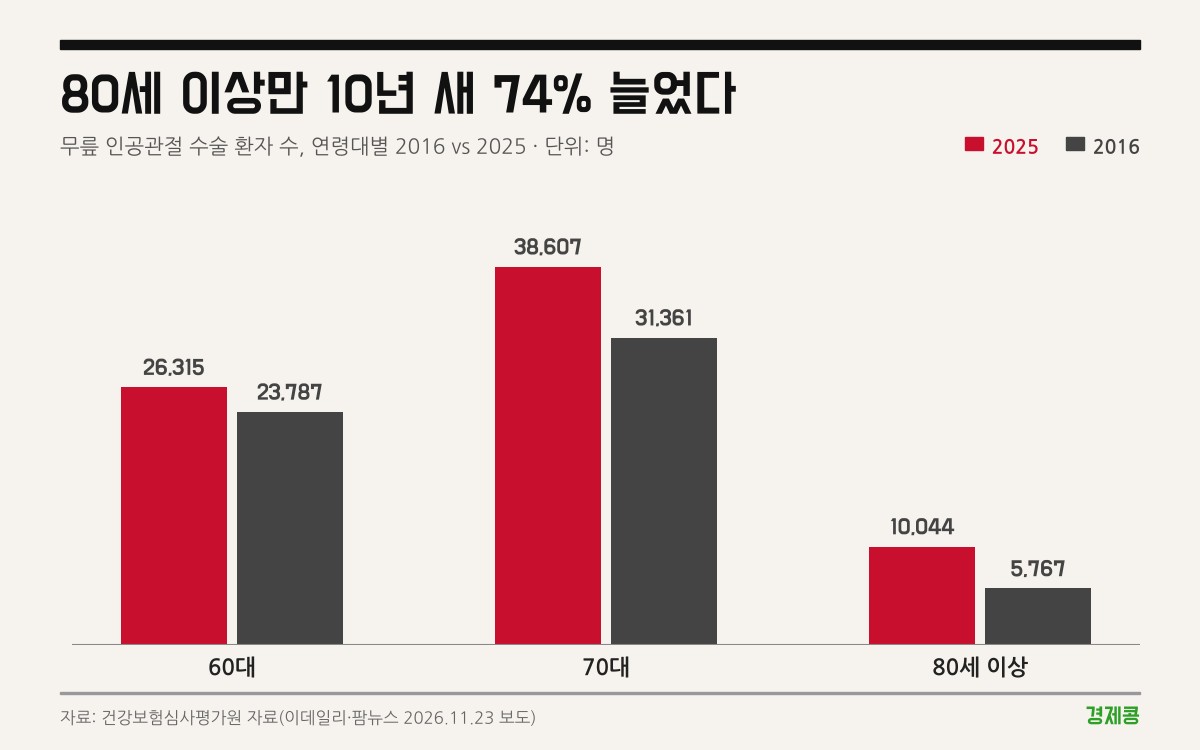 80세 이상만 10년 새 74% 늘었다
무릎 인공관절 수술 환자 수, 연령대별 2016 vs 2025 · 단위: 명
2025 2016
38,607
31,361
26,315
23,787
10,044
5,767
60대 70대 80세 이상
자료: 건강보험심사평가원 자료(이데일리·팜뉴스 2026.11.23 보도)
경제콩